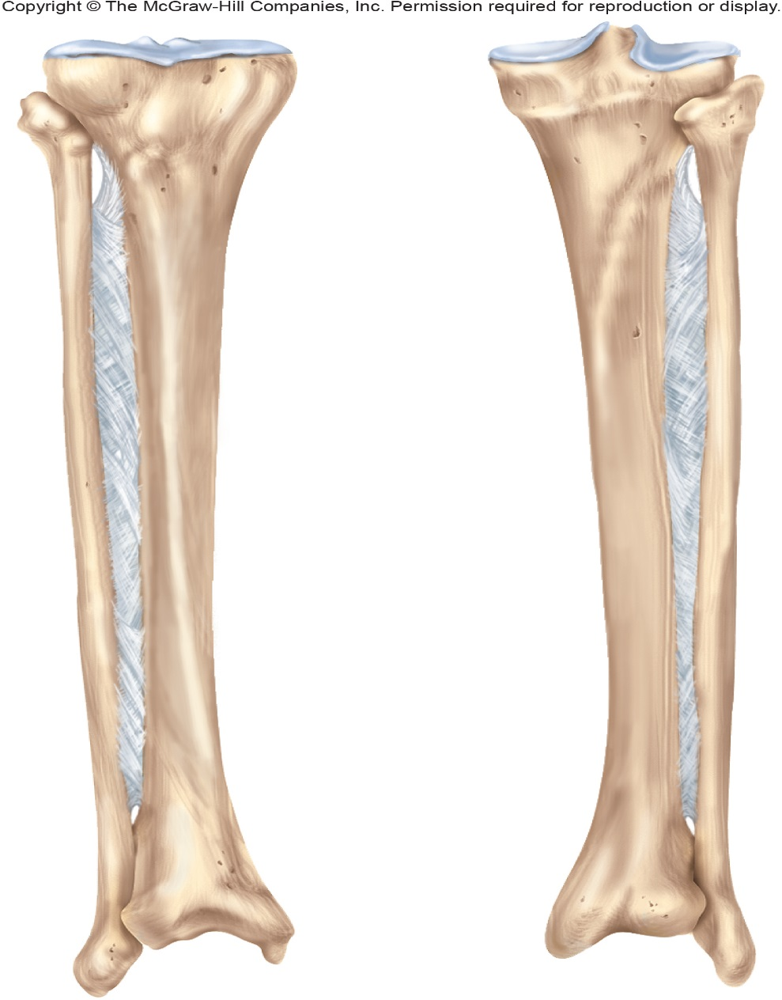 Copyright © The McGraw-Hill Companies, Inc. Permission required for reproduction or display.